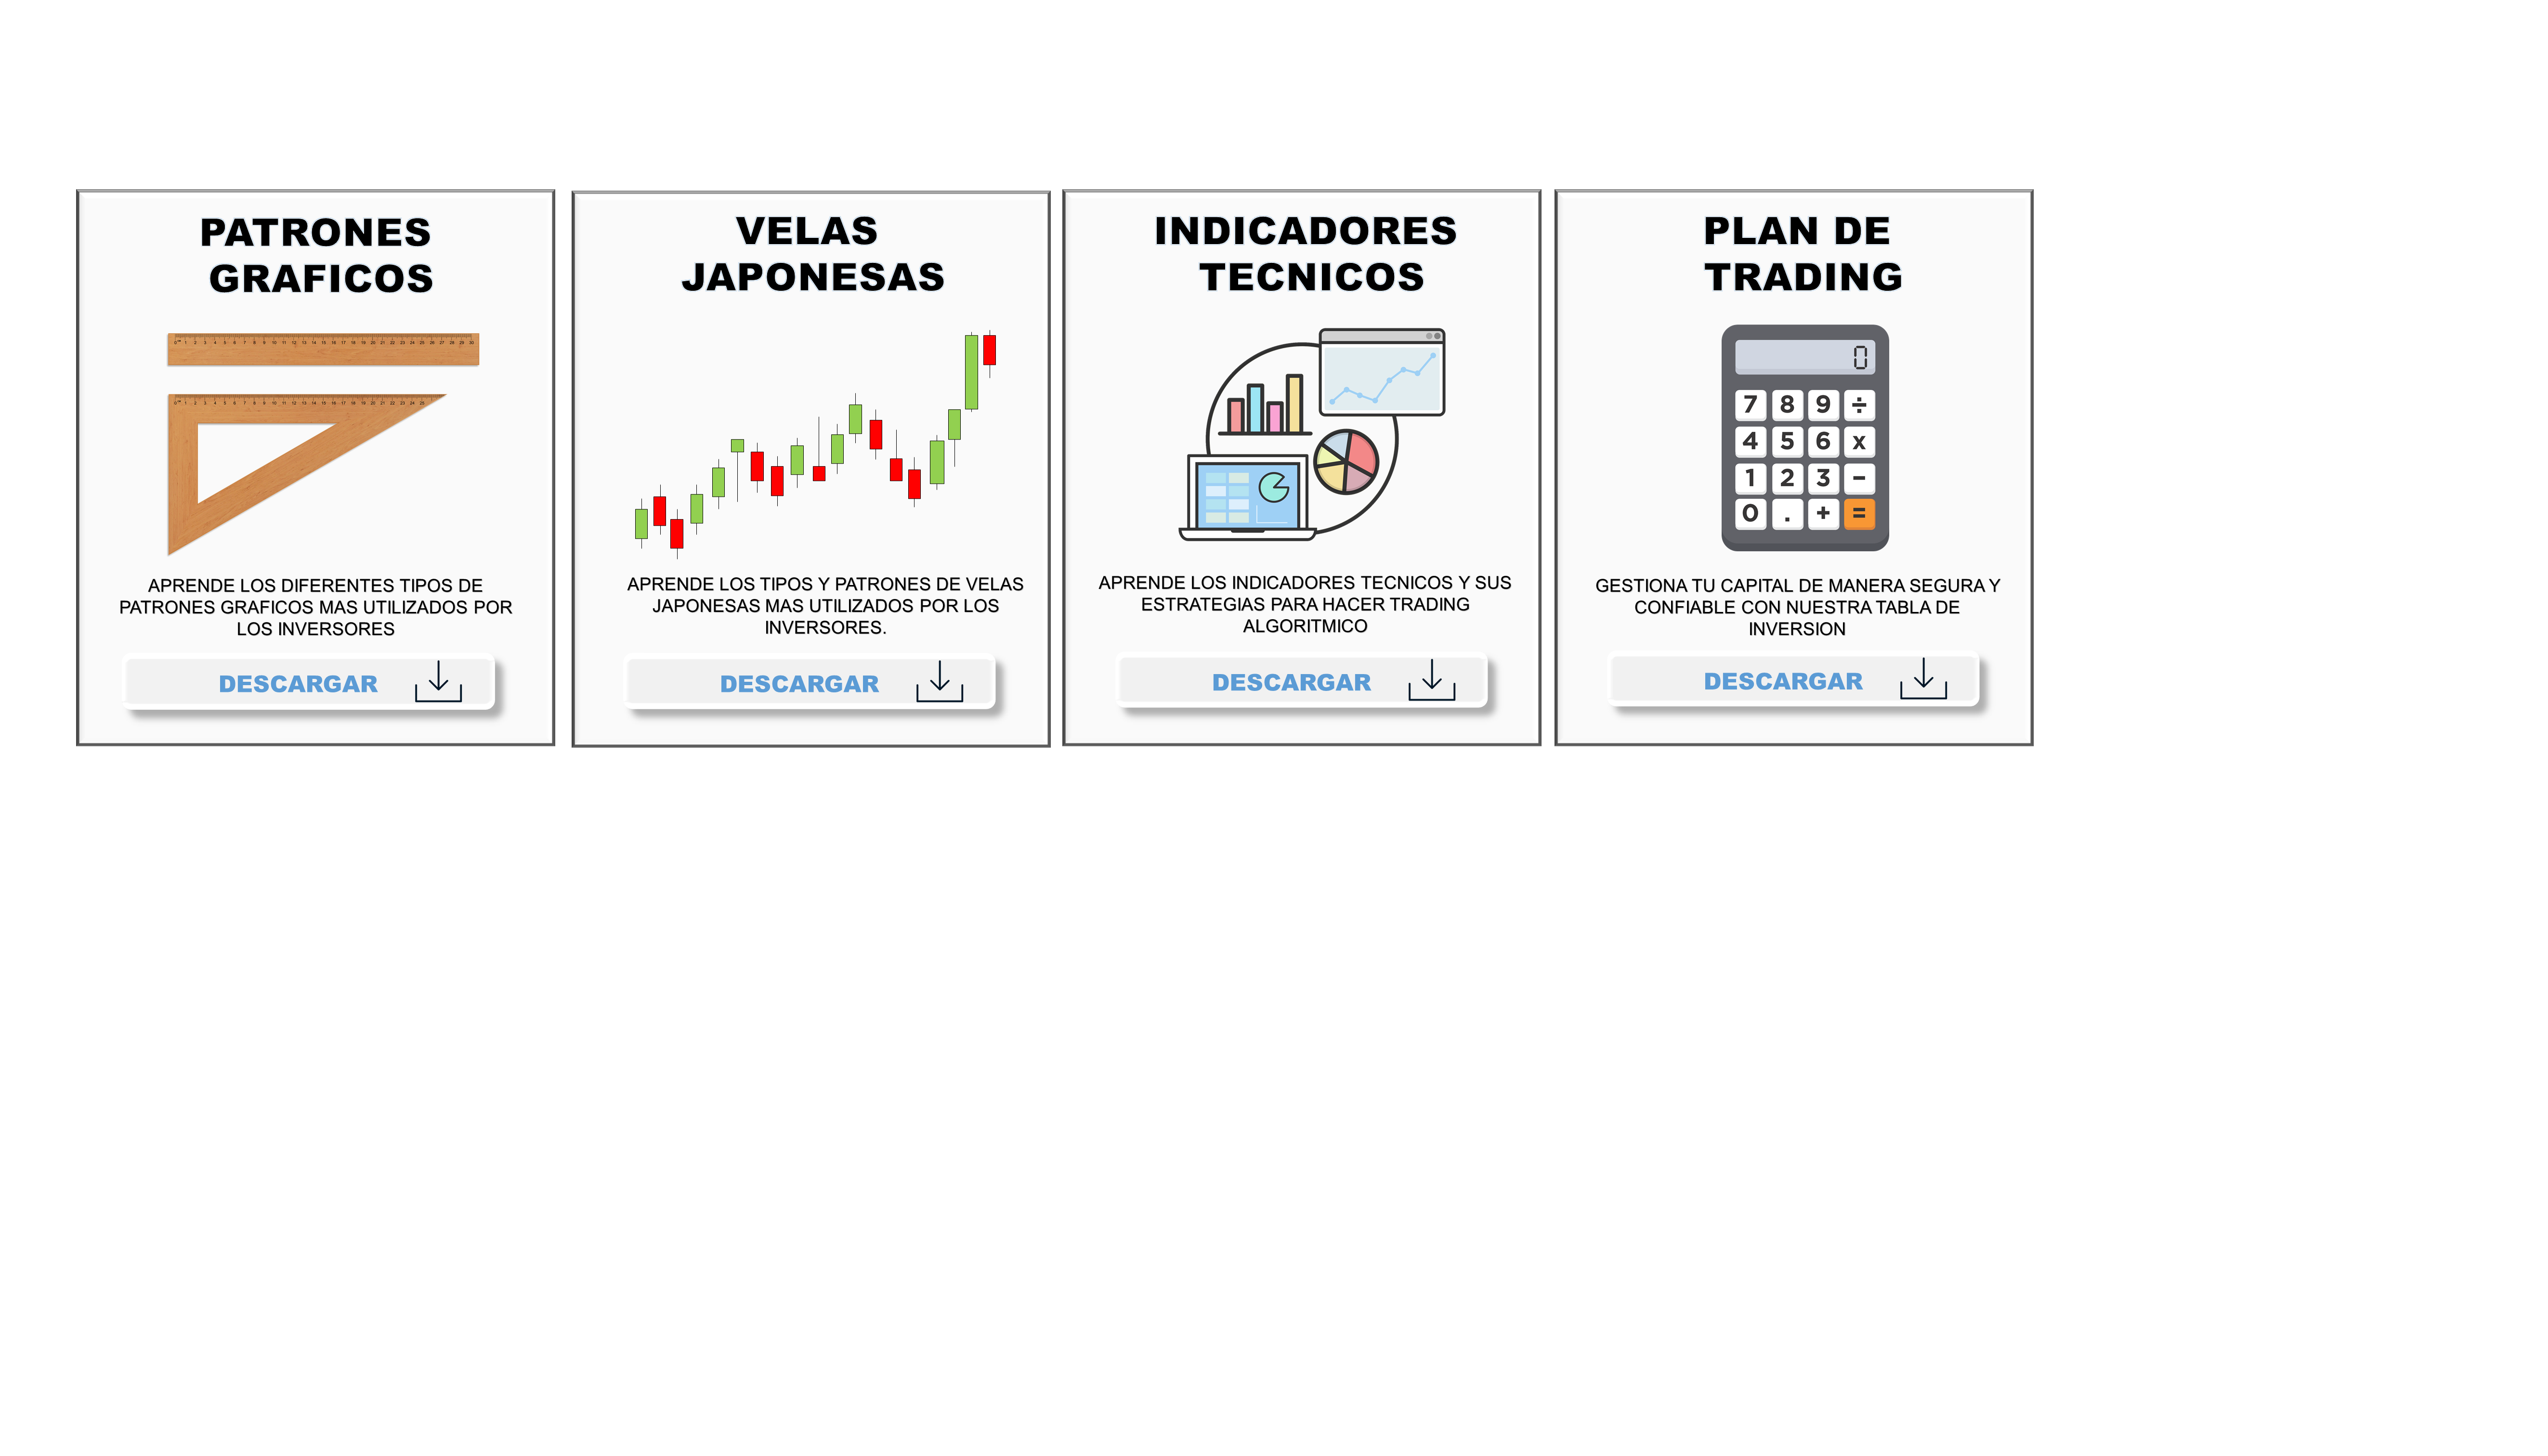 PATRONES
GRAFICOS
APRENDE LOS DIFERENTES TIPOS DE
PATRONES GRAFICOS MAS UTILIZADOS POR
LOS INVERSORES
DESCARGAR
VELAS
JAPONESAS
APRENDE LOS TIPOS Y PATRONES DE VELAS
JAPONESAS MAS UTILIZADOS POR LOS
INVERSORES.
DESCARGAR
INDICADORES
TECNICOS
APRENDE LOS INDICADORES TECNICOS Y SUS
ESTRATEGIAS PARA HACER TRADING
ALGORITMICO
DESCARGAR
PLAN DE
TRADING
0
7 8 9 ÷
4 5 6 x
1 2 3 −
0 . + =
GESTIONA TU CAPITAL DE MANERA SEGURA Y
CONFIABLE CON NUESTRA TABLA DE
INVERSION
DESCARGAR